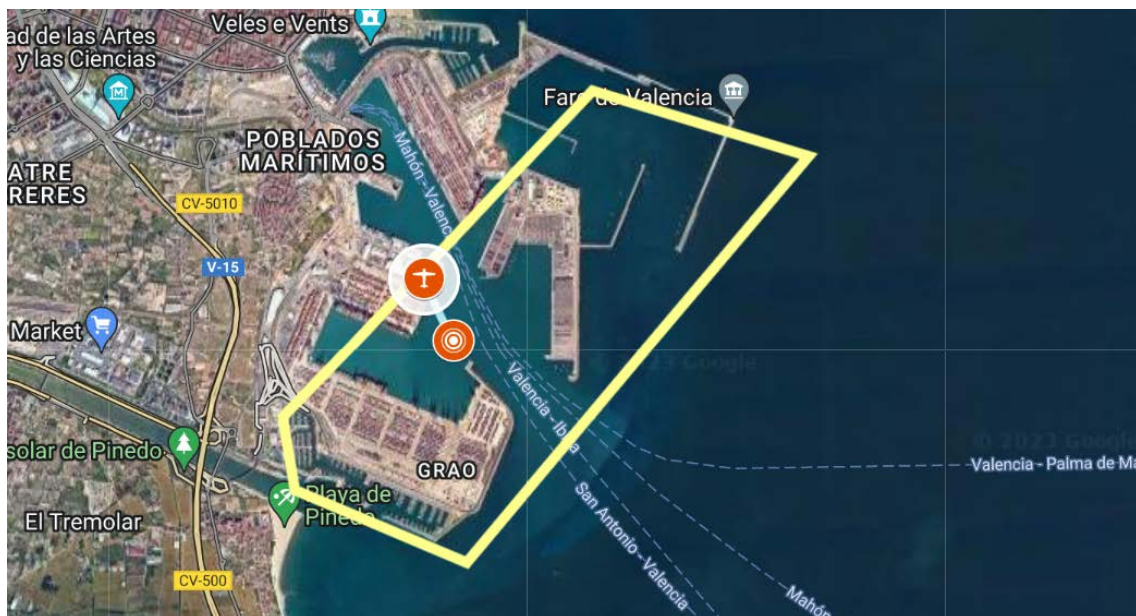 Veles e Vents
ad de las Artes
y las Ciencias
Faro de Valencia
POBLADOS
MARÍTIMOS
ATRE
RERES
CV-5010
Mahón - Valenc
V-15
Market
© 2023 Google
Valencia - Ibiza
© 2023 Google
Valencia - Palma de Ma
solar de Pinedo
GRAO
Playa de
Pinedo
San Antonio - Valencia
El Tremolar
CV-500
Mahón